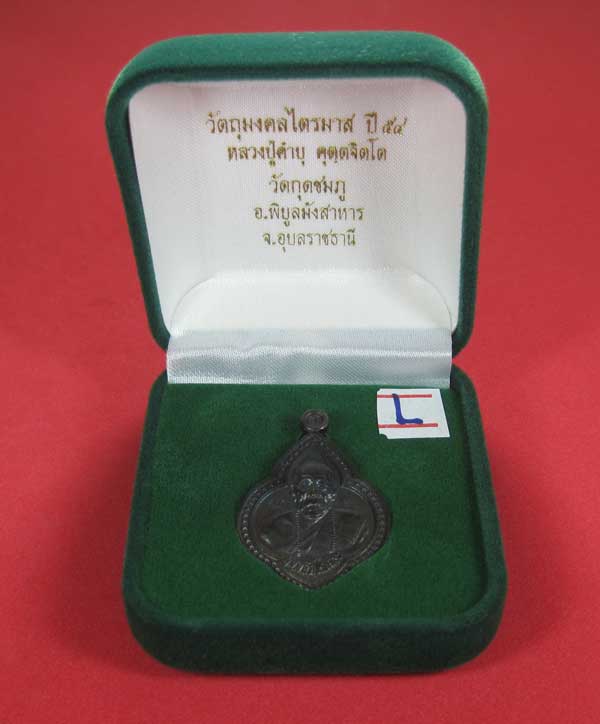 วัตถุมงคลไตรมาส ปี ๕๔
หลวงปู่คำบุ คุตฺตจิตโต
วัดกุดชมภู
อ.พิบูลมังสาหาร
จ.อุบลราชธานี
L